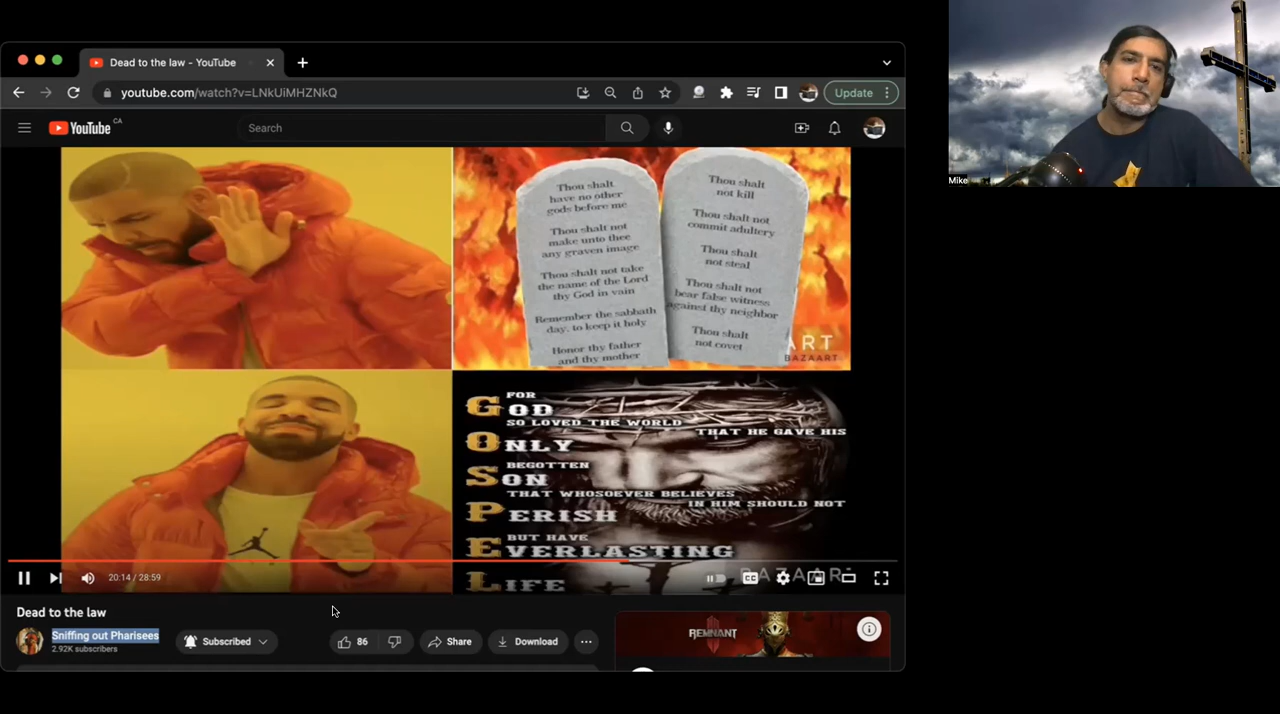 Dead to the law - YouTube
youtube.com/watch?v=LNkUiMHZNkQ
Update
YouTube CA
Search
Thou shalt
have no other
gods before me
Thou shalt not
make unto thee
any graven image
Thou shalt not take
the name of the Lord
thy God in vain
Remember the sabbath
day, to keep it holy
Honor thy father
and thy mother
Thou shalt
not kill
Thou shalt not
commit adultery
Thou shalt
not steal
Thou shalt not
bear false witness
against thy neighbor
Thou shalt
not covet
ART
BAZAART
FOR
GOD
SO LOVED THE WORLD
THAT HE GAVE HIS
ONLY
BEGOTTEN
SON
THAT WHOSOEVER BELIEVES
IN HIM SHOULD NOT
PERISH
BUT HAVE
EVERLASTING
LIFE
BAZAART
20:14 / 28:59
CC
Dead to the law
Sniffing out Pharisees
2.92K subscribers
Subscribed
86
Share
Download
REMNANT
Mike